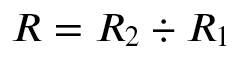 R = R₂ ÷ R₁